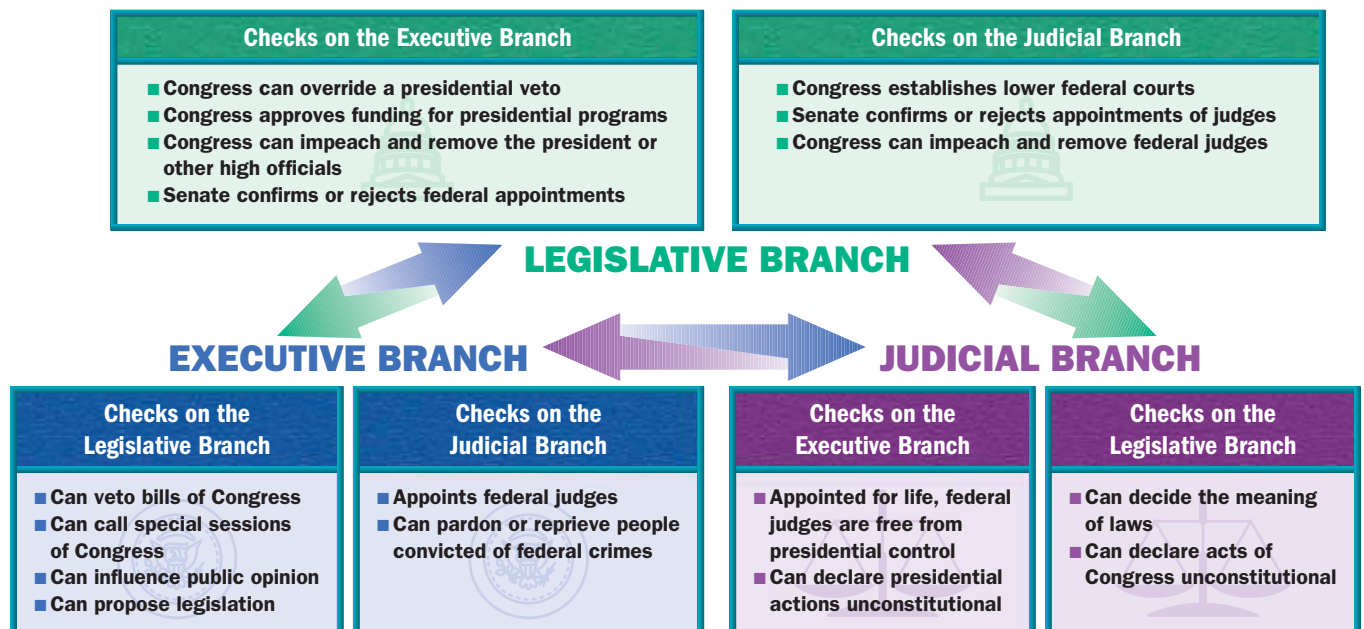 Checks on the Executive Branch
■ Congress can override a presidential veto
■ Congress approves funding for presidential programs
■ Congress can impeach and remove the president or
other high officials
■ Senate confirms or rejects federal appointments
Checks on the Judicial Branch
■ Congress establishes lower federal courts
■ Senate confirms or rejects appointments of judges
■ Congress can impeach and remove federal judges
LEGISLATIVE BRANCH
EXECUTIVE BRANCH
JUDICIAL BRANCH
Checks on the
Legislative Branch
■ Can veto bills of Congress
■ Can call special sessions
of Congress
■ Can influence public opinion
■ Can propose legislation
Checks on the
Judicial Branch
■ Appoints federal judges
■ Can pardon or reprieve people
convicted of federal crimes
Checks on the
Executive Branch
■ Appointed for life, federal
judges are free from
presidential control
■ Can declare presidential
actions unconstitutional
Checks on the
Legislative Branch
■ Can decide the meaning
of laws
■ Can declare acts of
Congress unconstitutional